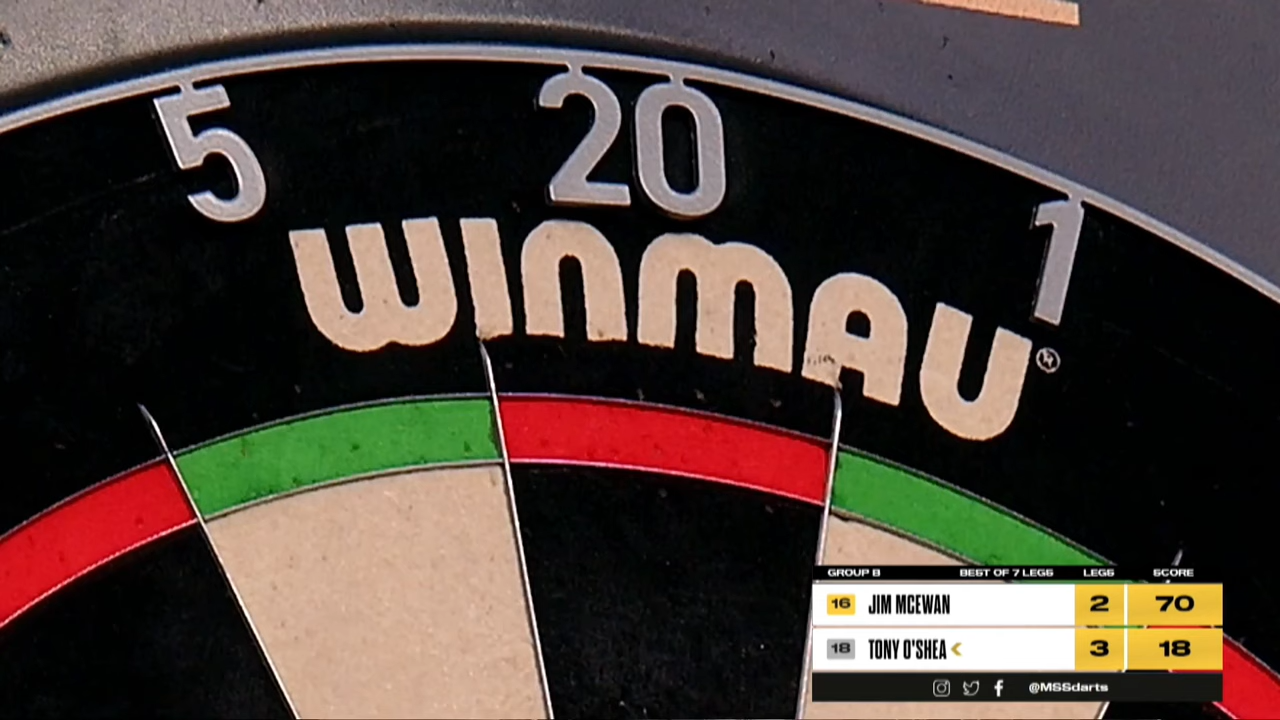 5 20 1
WINMAU®
GROUP B BEST OF 7 LEGS LEGS SCORE
16 JIM MCEWAN 2 70
18 TONY O'SHEA 3 18
@MSSdarts